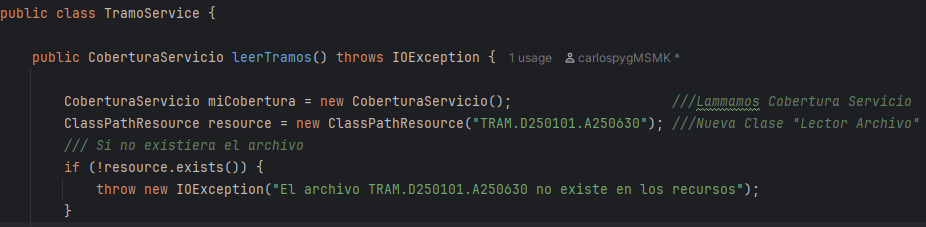 public class TramoService {
public CoberturaServicio leerTramos() throws IOException { 1 usage carlospygMSMK *
CoberturaServicio miCobertura = new CoberturaServicio(); ///Lammamos Cobertura Servicio
ClassPathResource resource = new ClassPathResource("TRAM.D250101.A250630"); ///Nueva Clase "Lector Archivo"
/// Si no existiera el archivo
if (!resource.exists()) {
throw new IOException("El archivo TRAM.D250101.A250630 no existe en los recursos");
}